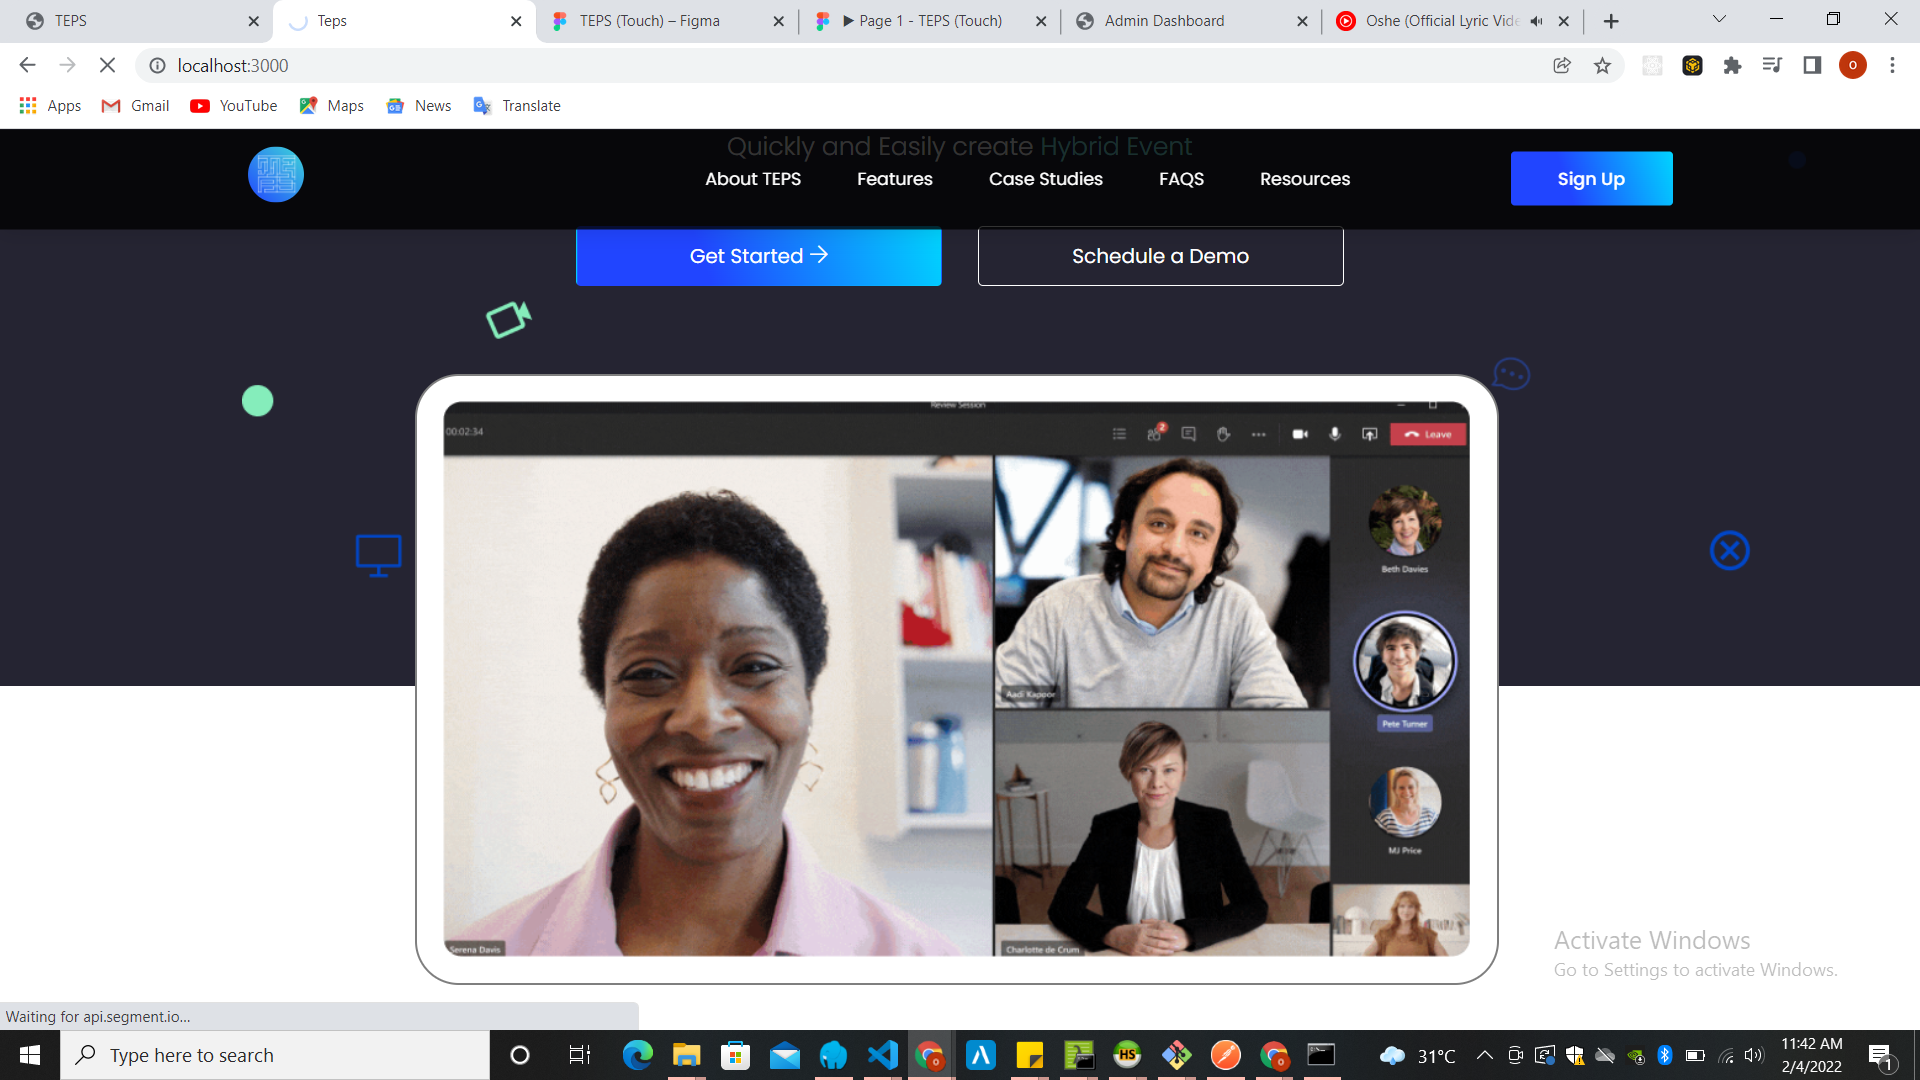 TEPS
Teps
TEPS (Touch) – Figma
Page 1 - TEPS (Touch)
Admin Dashboard
Oshe (Official Lyric Vide
localhost:3000
O
Apps
Gmail
YouTube
Maps
News
Translate
Quickly and Easily create Hybrid Event
About TEPS
Features
Case Studies
FAQS
Resources
Sign Up
Get Started →
Schedule a Demo
Review Session
00:02:34
2
Leave
Beth Davies
Aadi Kapoor
Pete Turner
MJ Price
Serena Davis
Charlotte de Crum
Activate Windows
Go to Settings to activate Windows.
Waiting for api.segment.io...
Type here to search
HS
31°C
11:42 AM
2/4/2022
1